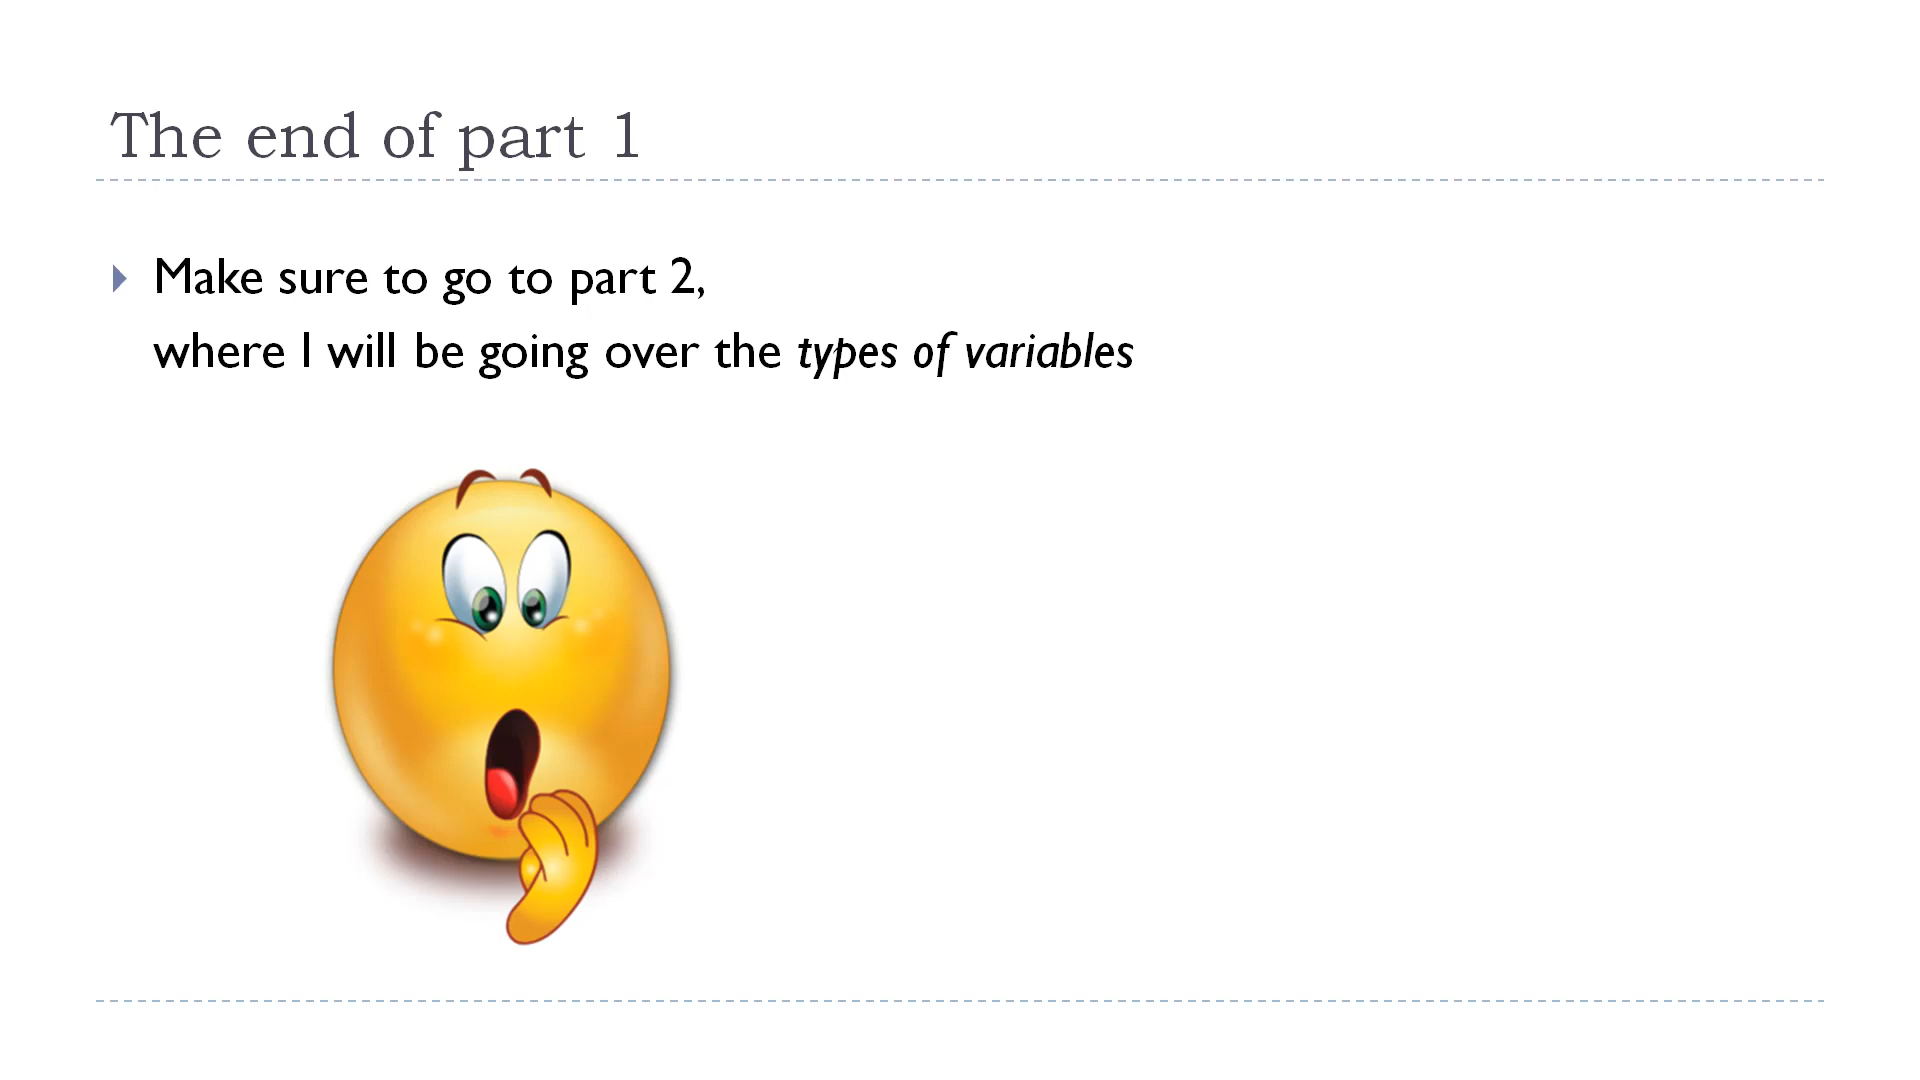 The end of part 1
Make sure to go to part 2,
where I will be going over the types of variables